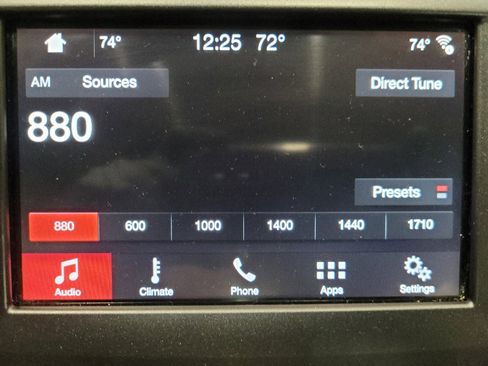 74° 12:25 72° 74°
AM Sources Direct Tune
880
Presets
880 600 1000 1400 1440 1710
Audio Climate Phone Apps Settings